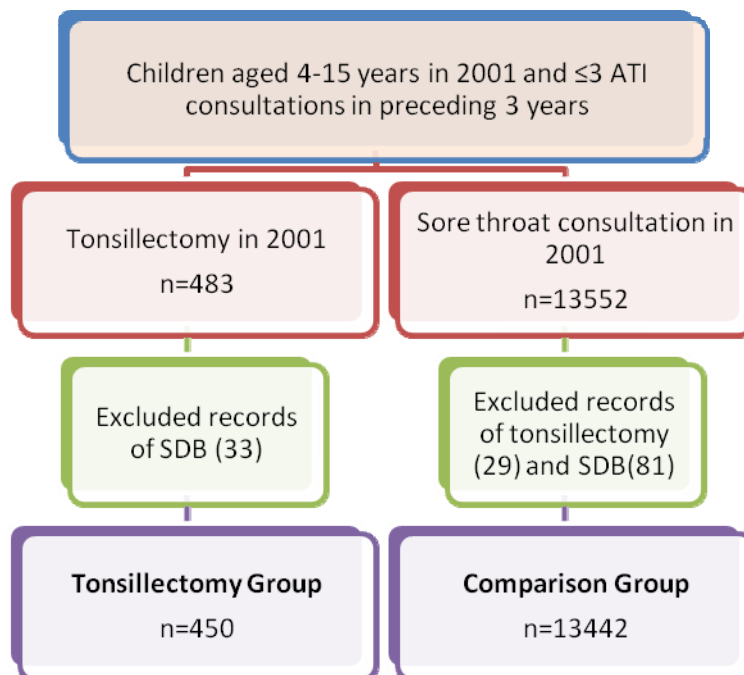 Children aged 4-15 years in 2001 and ≤3 ATI
consultations in preceding 3 years
Tonsillectomy in 2001
n=483
Sore throat consultation in
2001
n=13552
Excluded records
of SDB (33)
Excluded records
of tonsillectomy
(29) and SDB(81)
Tonsillectomy Group
n=450
Comparison Group
n=13442